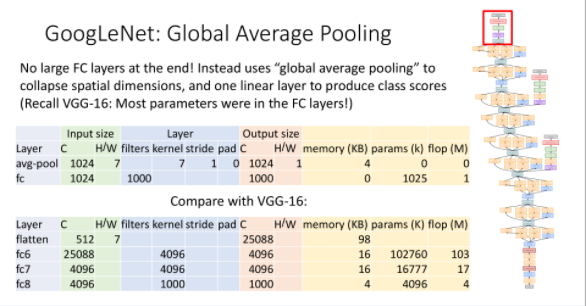 GoogLeNet: Global Average Pooling
No large FC layers at the end! Instead uses “global average pooling” to
collapse spatial dimensions, and one linear layer to produce class scores
(Recall VGG-16: Most parameters were in the FC layers!)
Input size Layer Output size
Layer C H/W filters kernel stride pad C H/W memory (KB) params (k) flop (M)
avg-pool 1024 7 7 1 0 1024 1 4 0 0
fc 1024 1000 1000 0 1025 1
Compare with VGG-16:
Layer C H/W filters kernel stride pad C H/W memory (KB) params (K) flop (M)
flatten 512 7 25088 98
fc6 25088 4096 4096 16 102760 103
fc7 4096 4096 4096 16 16777 17
fc8 4096 1000 1000 4 4096 4